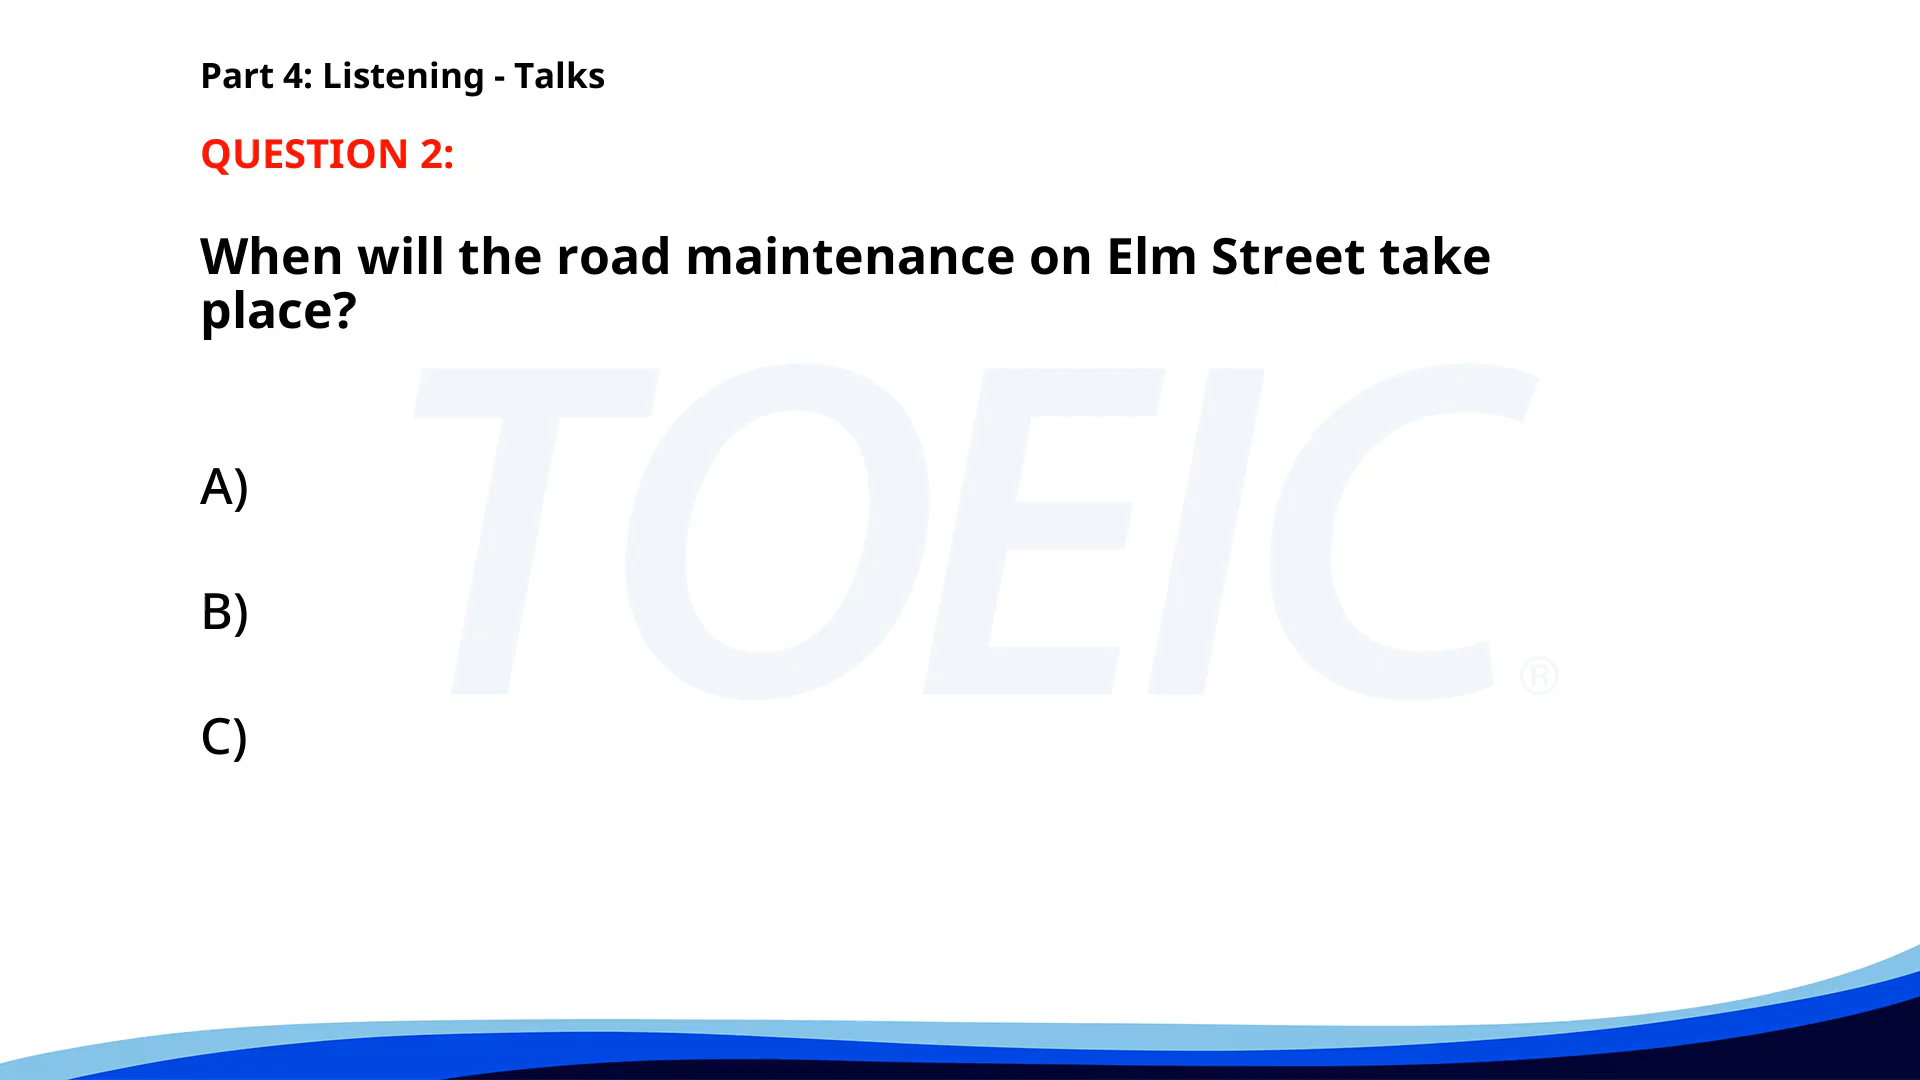 Part 4: Listening - Talks
QUESTION 2:
When will the road maintenance on Elm Street take
place?
A)
B)
C)
TOEIC®